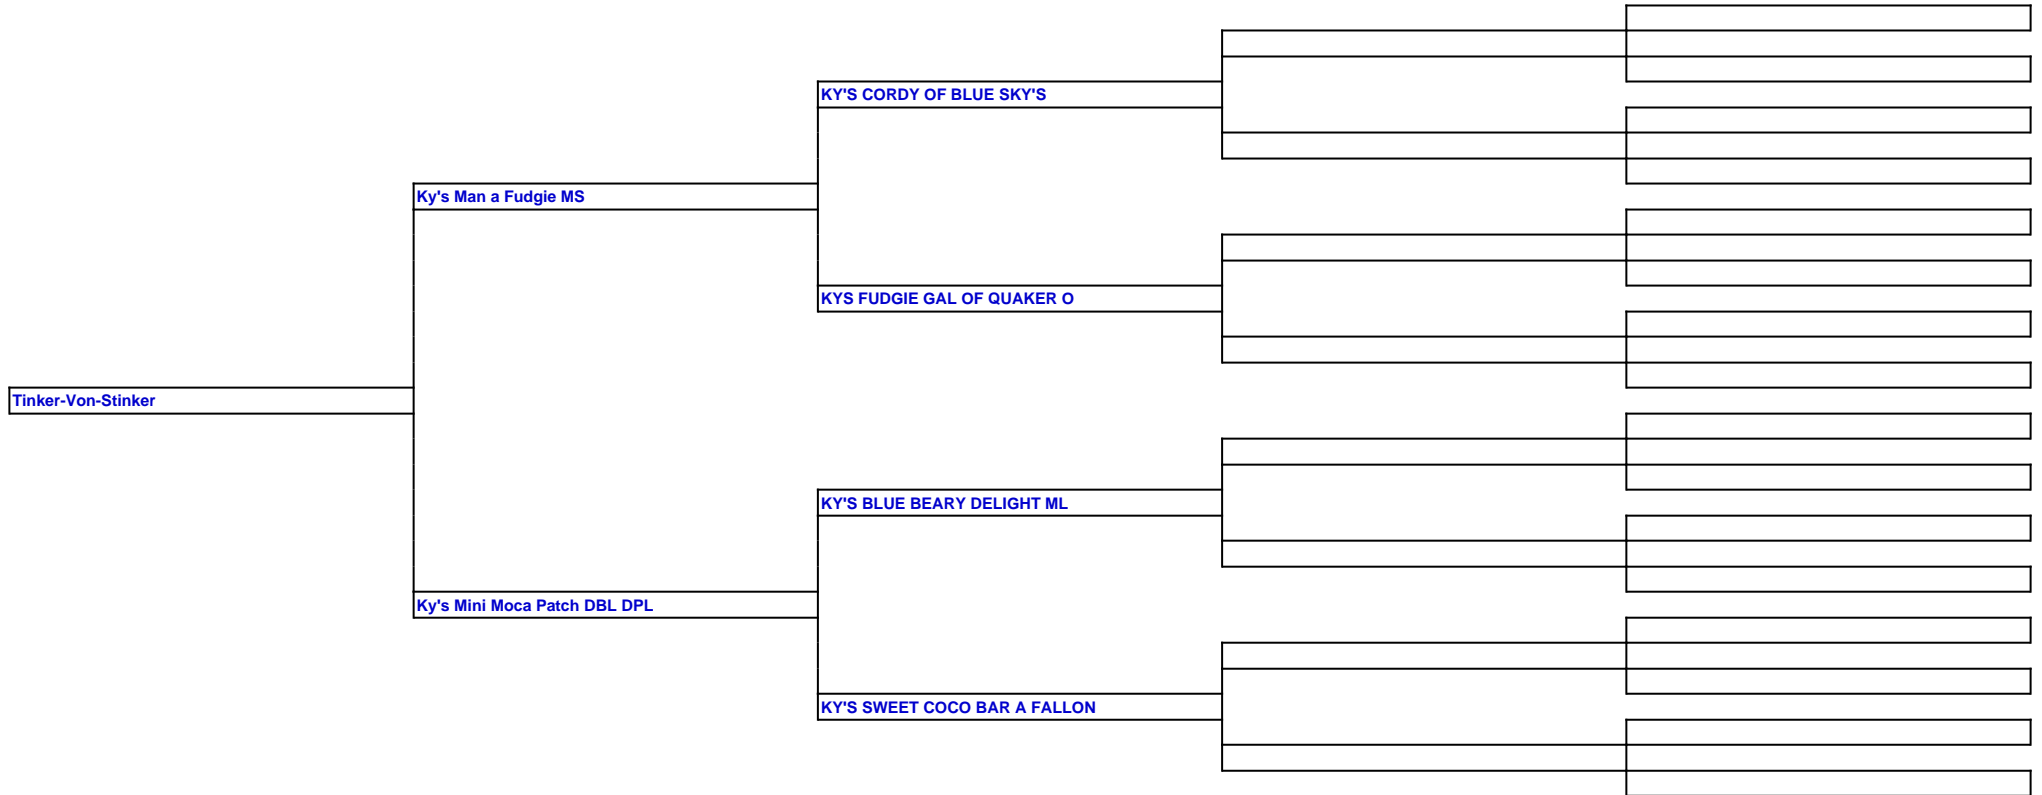 KY'S CORDY OF BLUE SKY'S
Ky's Man a Fudgie MS
KYS FUDGIE GAL OF QUAKER O
Tinker-Von-Stinker
KY'S BLUE BEARY DELIGHT ML
Ky's Mini Moca Patch DBL DPL
KY'S SWEET COCO BAR A FALLON